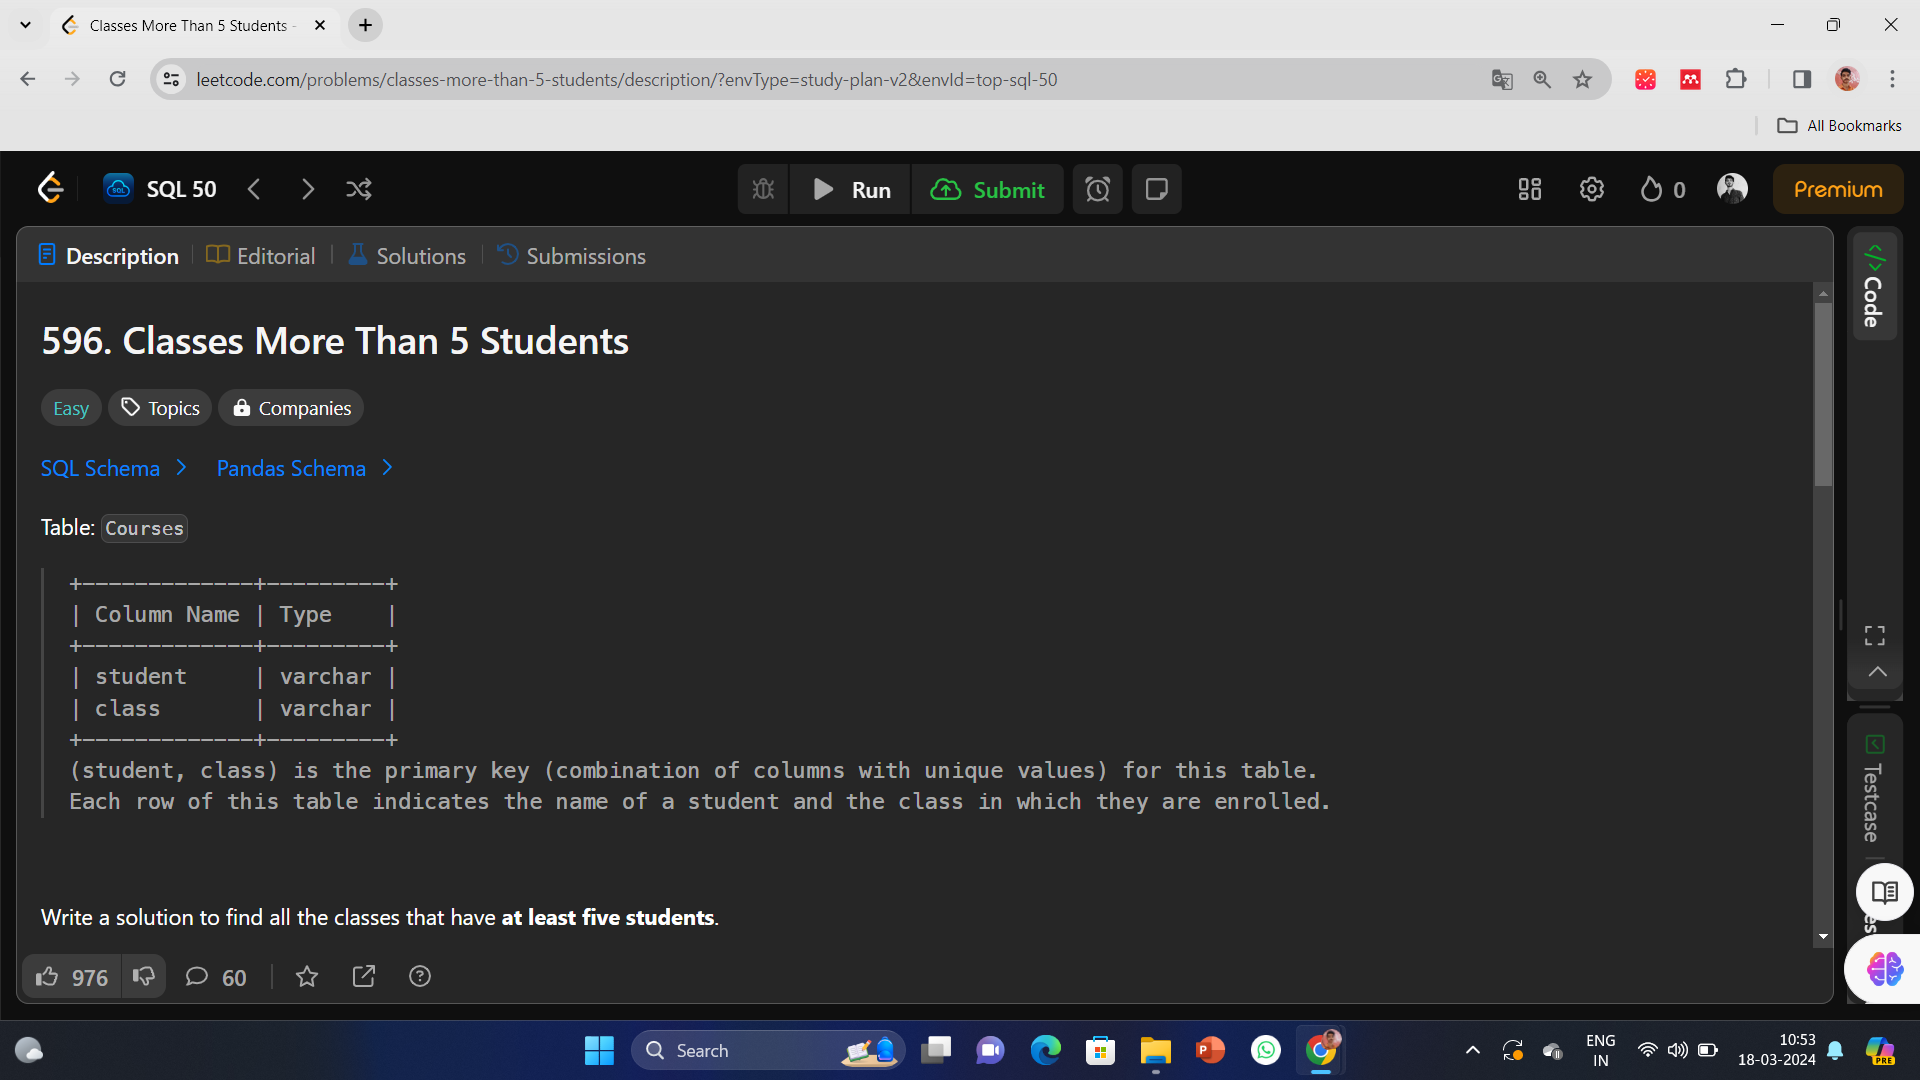 Classes More Than 5 Students -
leetcode.com/problems/classes-more-than-5-students/description/?envType=study-plan-v2&envId=top-sql-50
All Bookmarks
SQL 50
Run
Submit
0
Premium
Description
Editorial
Solutions
Submissions
596. Classes More Than 5 Students
Easy
Topics
Companies
SQL Schema >
Pandas Schema >
Table: Courses
+-------------+---------+
| Column Name | Type    |
+-------------+---------+
| student     | varchar |
| class       | varchar |
+-------------+---------+
(student, class) is the primary key (combination of columns with unique values) for this table.
Each row of this table indicates the name of a student and the class in which they are enrolled.
Write a solution to find all the classes that have at least five students.
976
60
Code
Testcase
Search
ENG
IN
10:53
18-03-2024
PRE